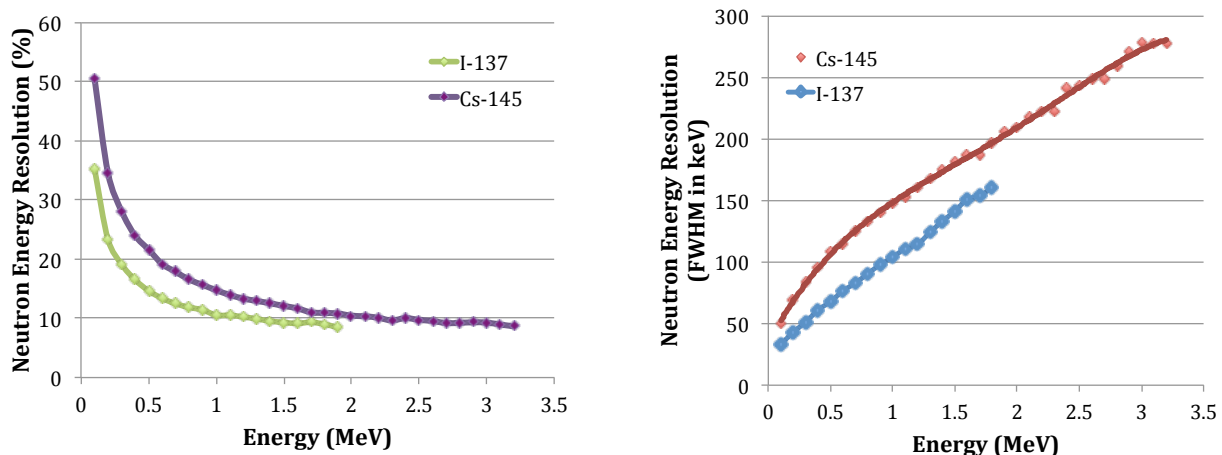 Neutron Energy Resolution (%)
60
50
40
30
20
10
0
I-137
Cs-145
0 0.5 1 1.5 2 2.5 3 3.5
Energy (MeV)
Neutron Energy Resolution
(FWHM in keV)
300
250
200
150
100
50
0
Cs-145
I-137
0 0.5 1 1.5 2 2.5 3 3.5
Energy (MeV)